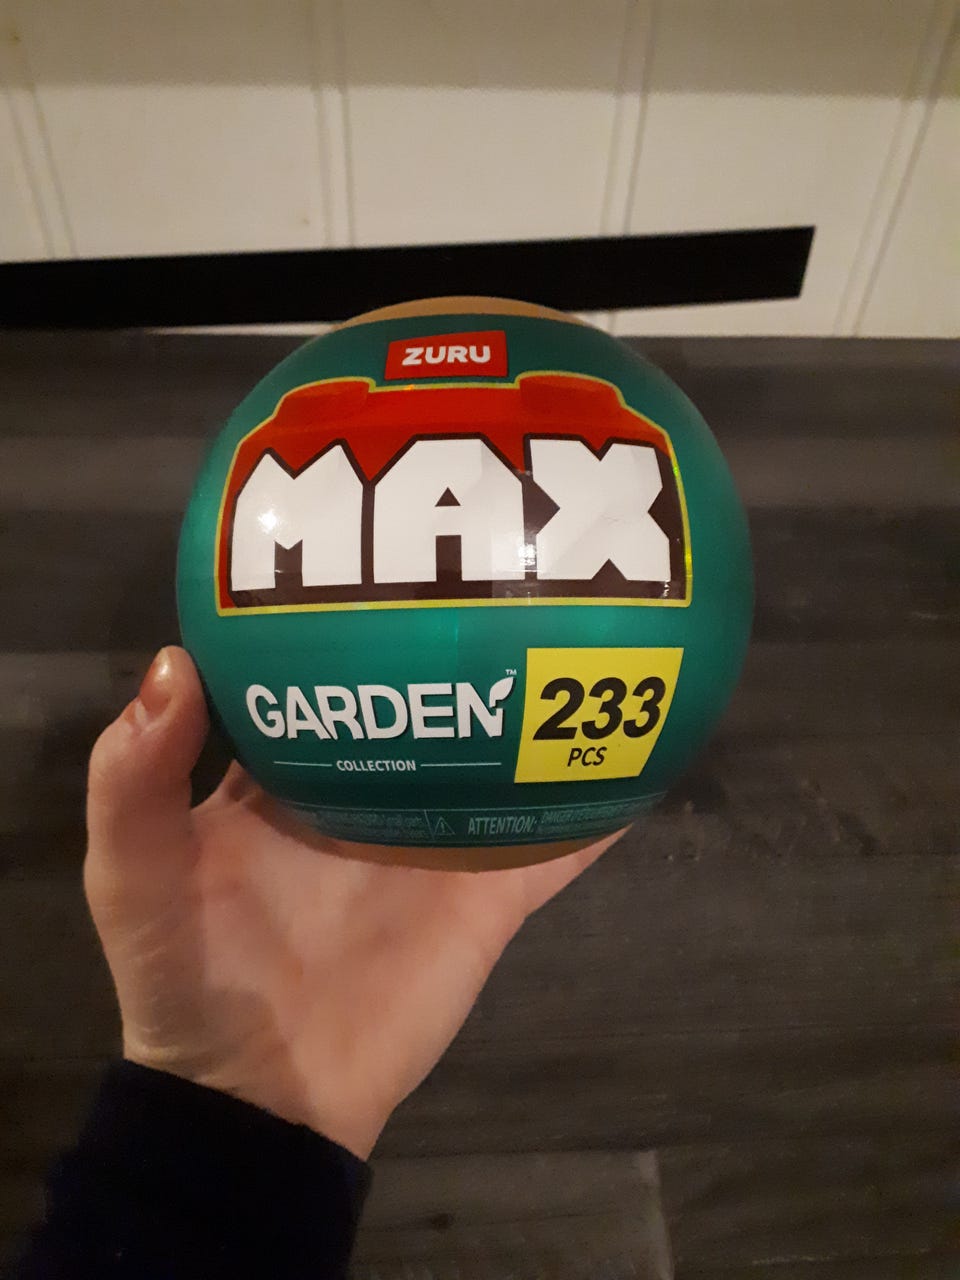 ZURU
MAX
GARDEN™
COLLECTION
233
PCS
ATTENTION: